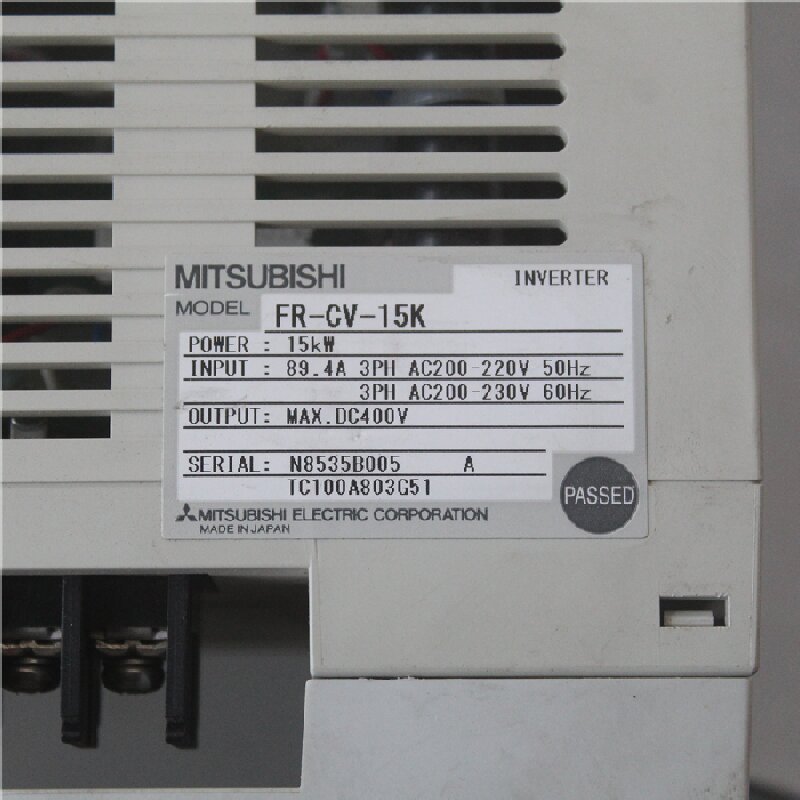 MITSUBISHI INVERTER
MODEL FR-CV-15K
POWER : 15kW
INPUT : 89.4A 3PH AC200-220V 50Hz
3PH AC200-230V 60Hz
OUTPUT: MAX.DC400V
SERIAL: N8535B005 A
TC100A803G51
PASSED
MITSUBISHI ELECTRIC CORPORATION
MADE IN JAPAN